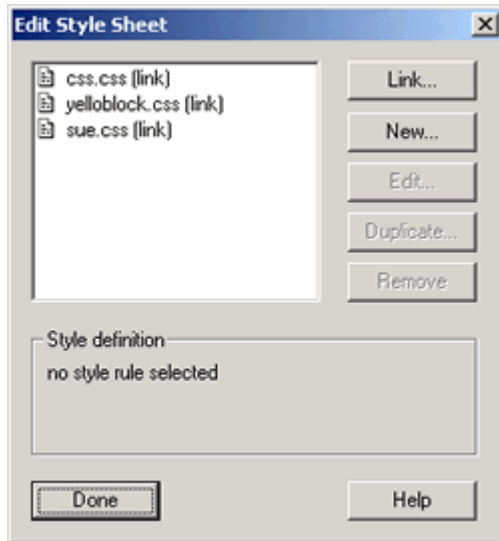 Edit Style Sheet
css.css (link)
yelloblock.css (link)
sue.css (link)
Link...
New...
Edit...
Duplicate...
Remove
Style definition
no style rule selected
Done
Help